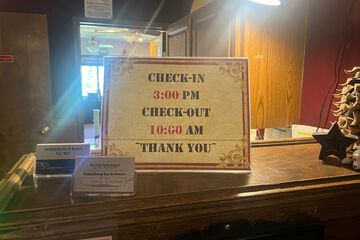 CHECK-IN
3:00 PM
CHECK-OUT
10:00 AM
~THANK YOU~